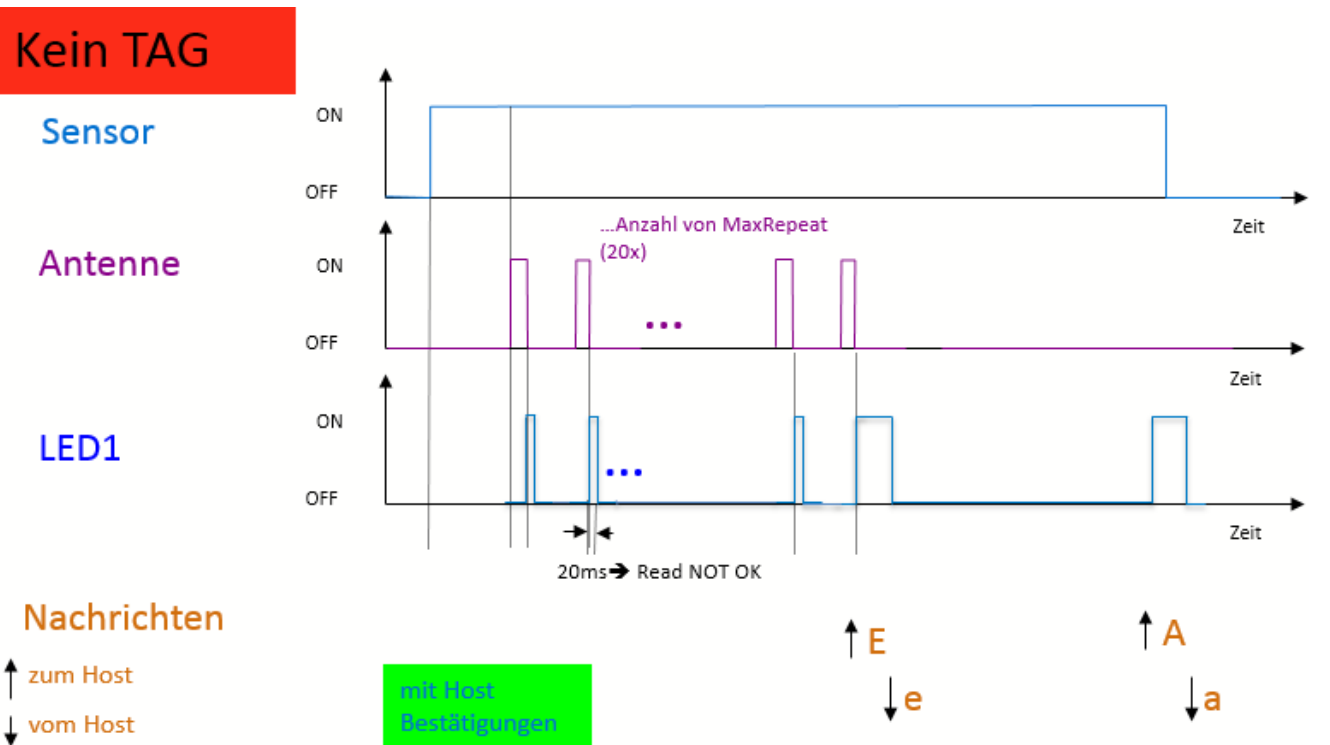 Kein TAG
Sensor
ON
OFF
Zeit
Antenne
...Anzahl von MaxRepeat
(20x)
ON
OFF
...
Zeit
LED1
ON
OFF
...
Zeit
20ms➔ Read NOT OK
Nachrichten
↑ zum Host
↓ vom Host
mit Host
Bestätigungen
↑ E
↓ e
↑ A
↓ a